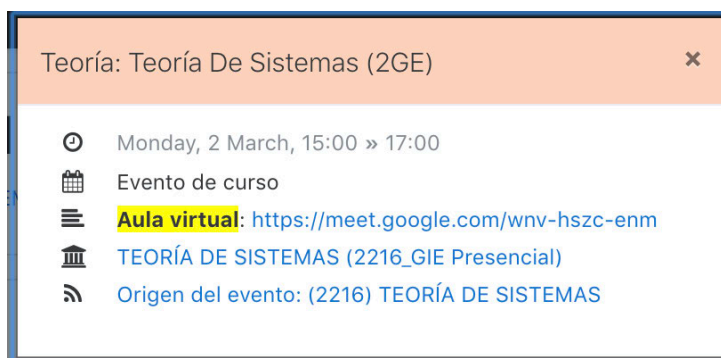 Teoría: Teoría De Sistemas (2GE) ×
Monday, 2 March, 15:00 » 17:00
Evento de curso
Aula virtual: https://meet.google.com/wnv-hszc-enm
TEORÍA DE SISTEMAS (2216_GIE Presencial)
Origen del evento: (2216) TEORÍA DE SISTEMAS